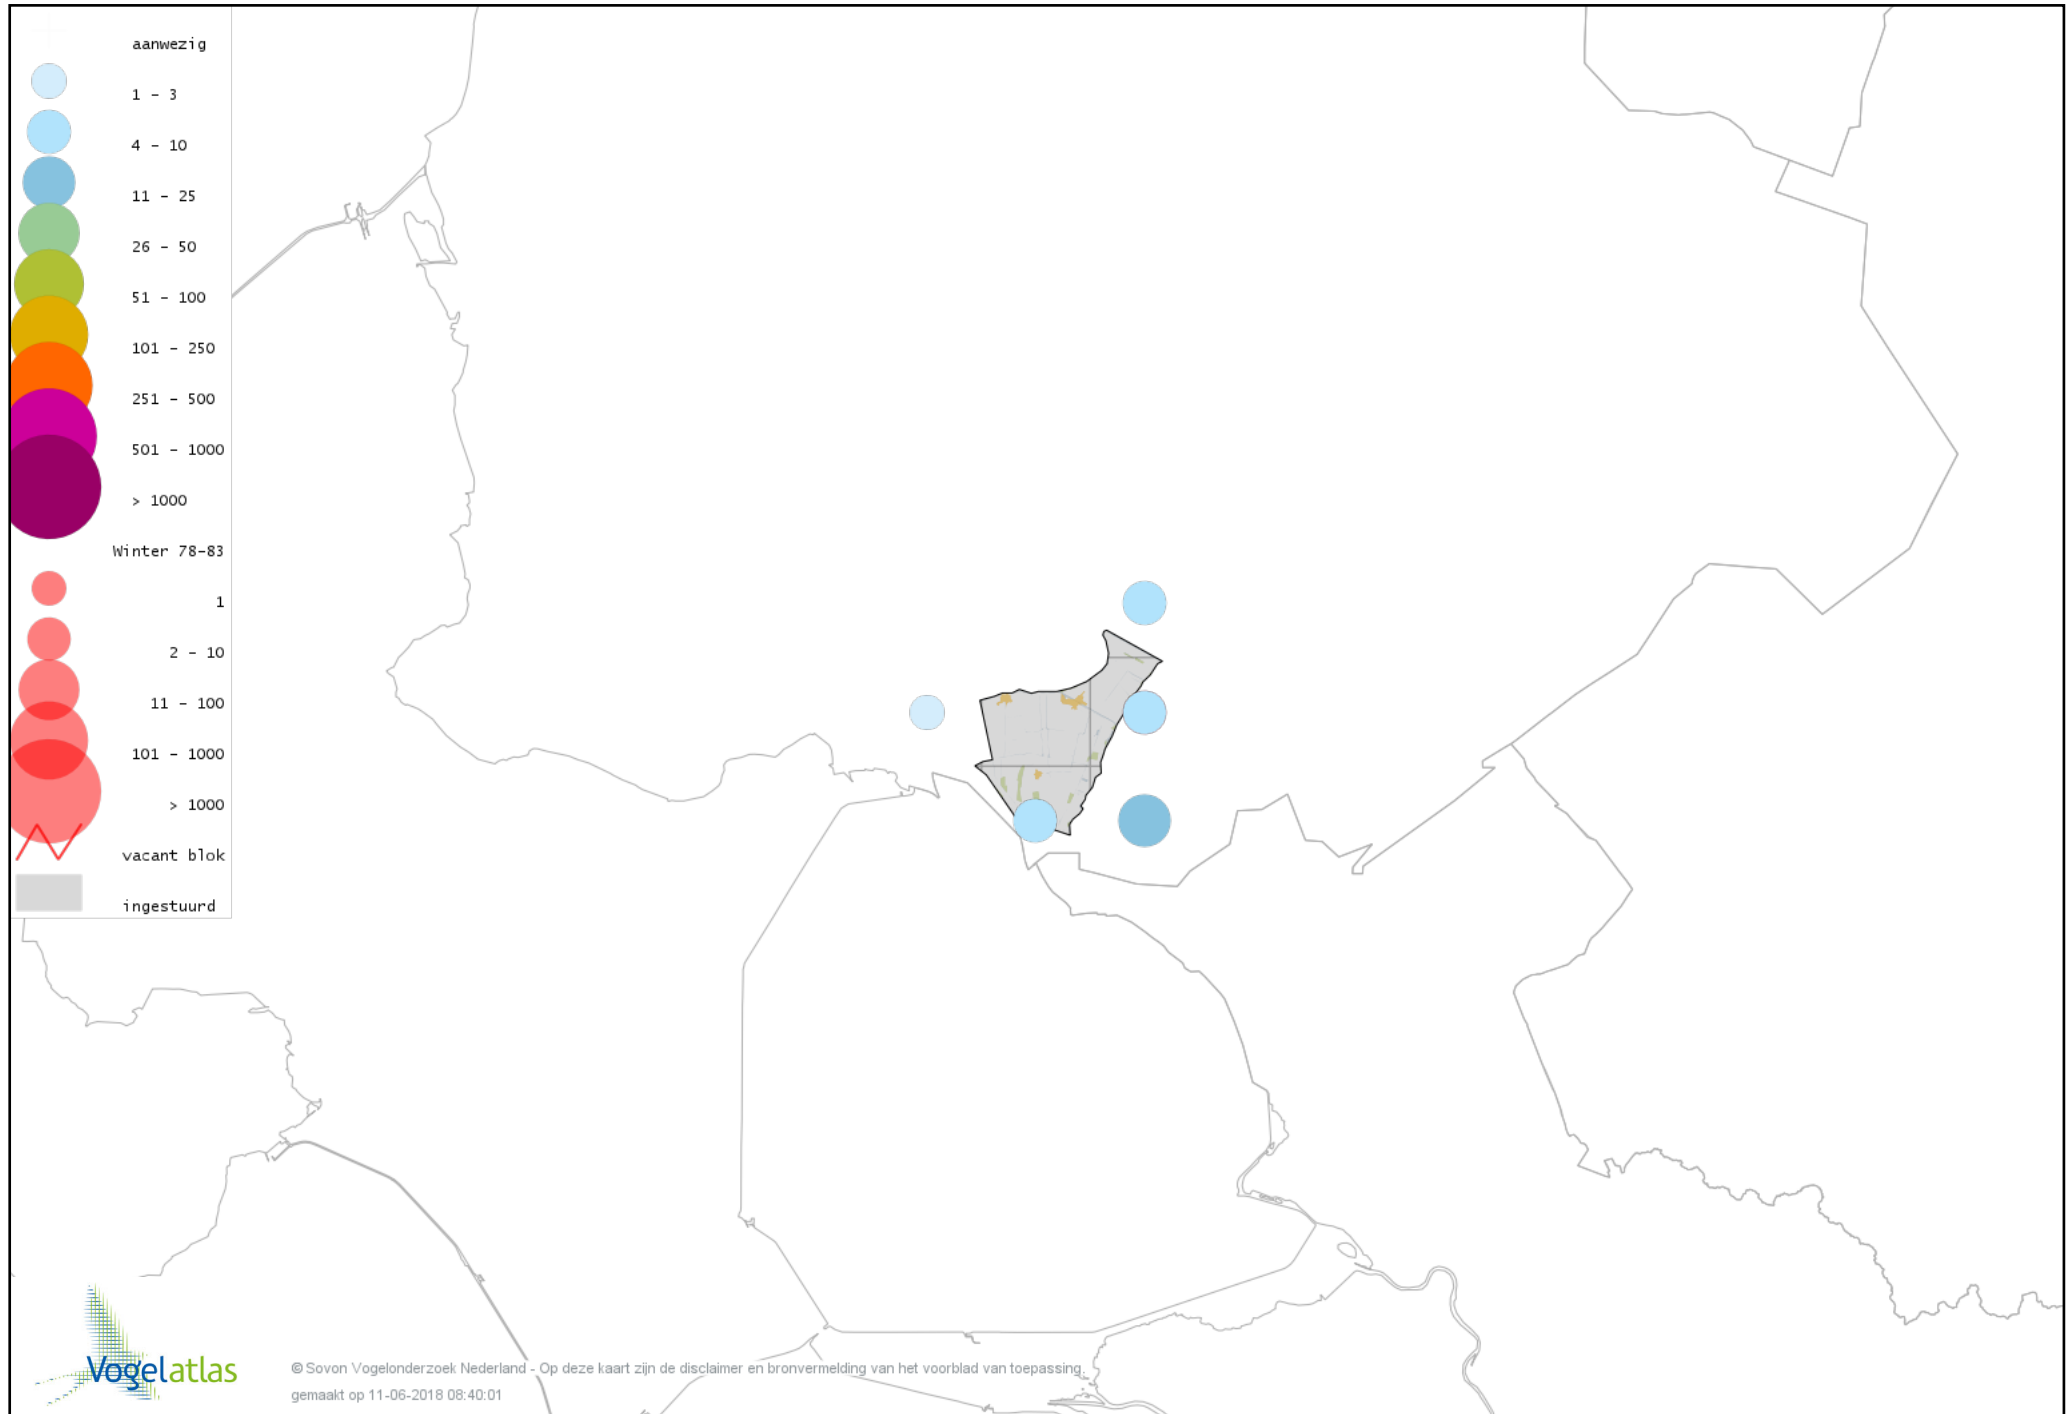 aanwezig
1 - 3
4 - 10
11 - 25
26 - 50
51 - 100
101 - 250
251 - 500
501 - 1000
> 1000
Winter 78-83
1
2 - 10
11 - 100
101 - 1000
> 1000
vacant blok
ingestuurd
Vogelatlas
© Sovon Vogelonderzoek Nederland - Op deze kaart zijn de disclaimer en bronvermelding van het voorblad van toepassing.
gemaakt op 11-06-2018 08:40:01